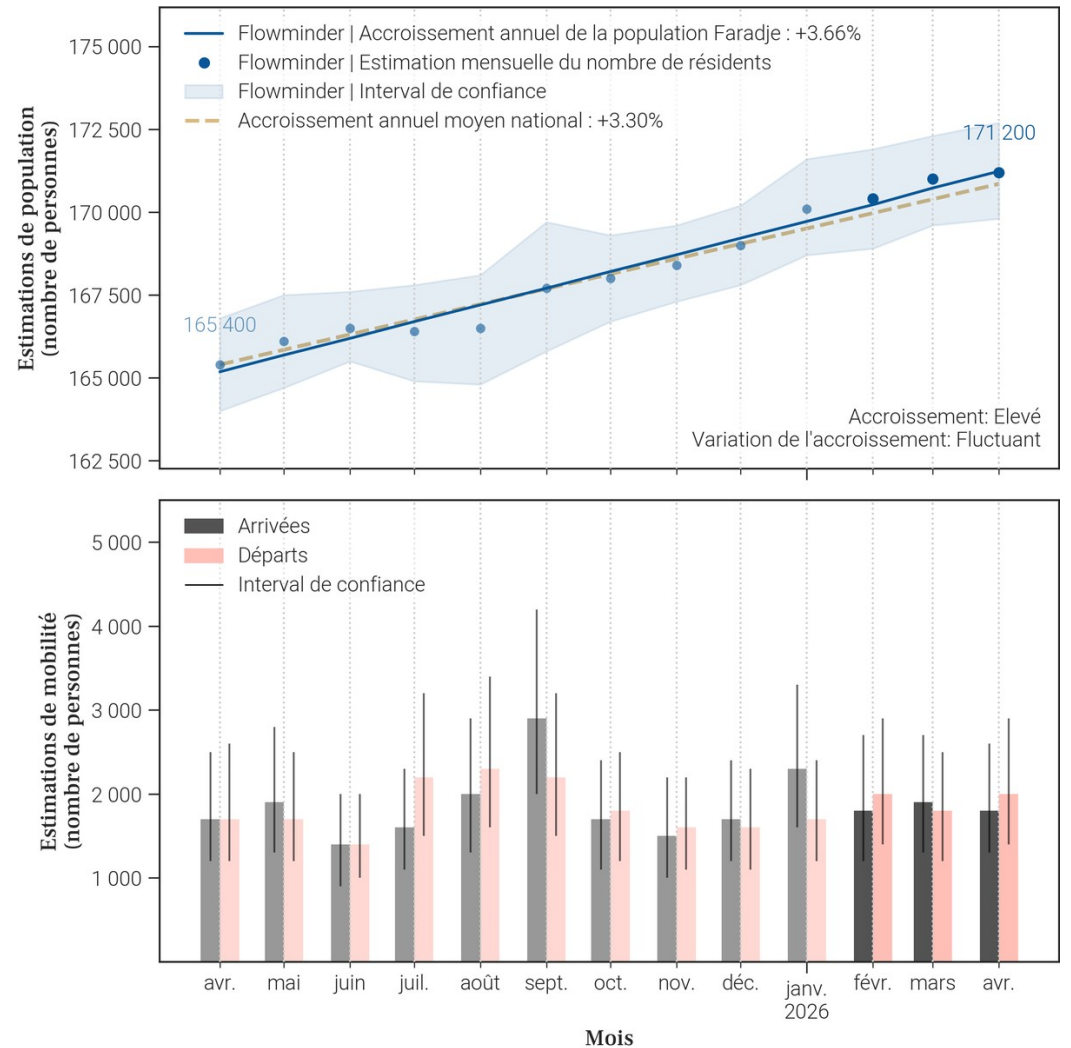 Flowminder | Accroissement annuel de la population Faradje : +3.66%
Flowminder | Estimation mensuelle du nombre de résidents
Flowminder | Interval de confiance
Accroissement annuel moyen national : +3.30%
175 000
172 500
170 000
167 500
165 000
162 500
Estimations de population
(nombre de personnes)
165 400
171 200
Accroissement: Elevé
Variation de l'accroissement: Fluctuant
Arrivées
Départs
Interval de confiance
5 000
4 000
3 000
2 000
1 000
Estimations de mobilité
(nombre de personnes)
avr. mai juin juil. août sept. oct. nov. déc. janv. févr. mars avr.
2026
Mois